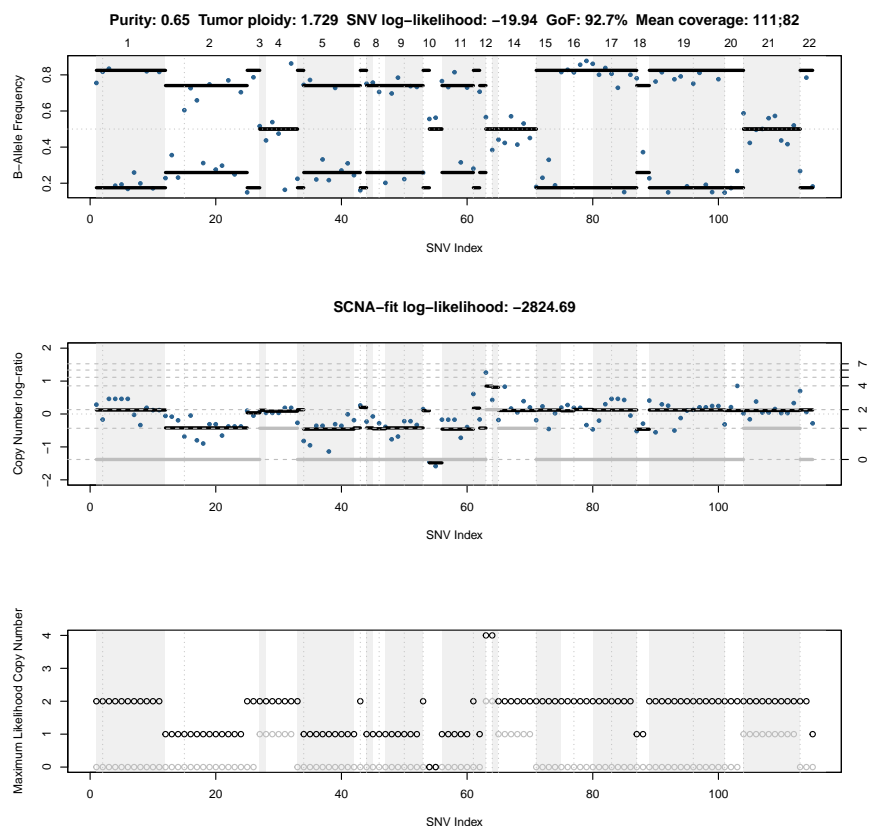 Purity: 0.65 Tumor ploidy: 1.729 SNV log−likelihood: −19.94 GoF: 92.7% Mean coverage: 111;82
1 2 3 4 5 6 8 9 10 11 12 14 15 16 17 18 19 20 21 22
B−Allele Frequency
0.8
0.6
0.4
0.2
0 20 40 60 80 100
SNV Index
SCNA−fit log−likelihood: −2824.69
Copy Number log−ratio
2
1
0
−1
−2
7
4
2
1
0
0 20 40 60 80 100
SNV Index
Maximum Likelihood Copy Number
4
3
2
1
0
0 20 40 60 80 100
SNV Index